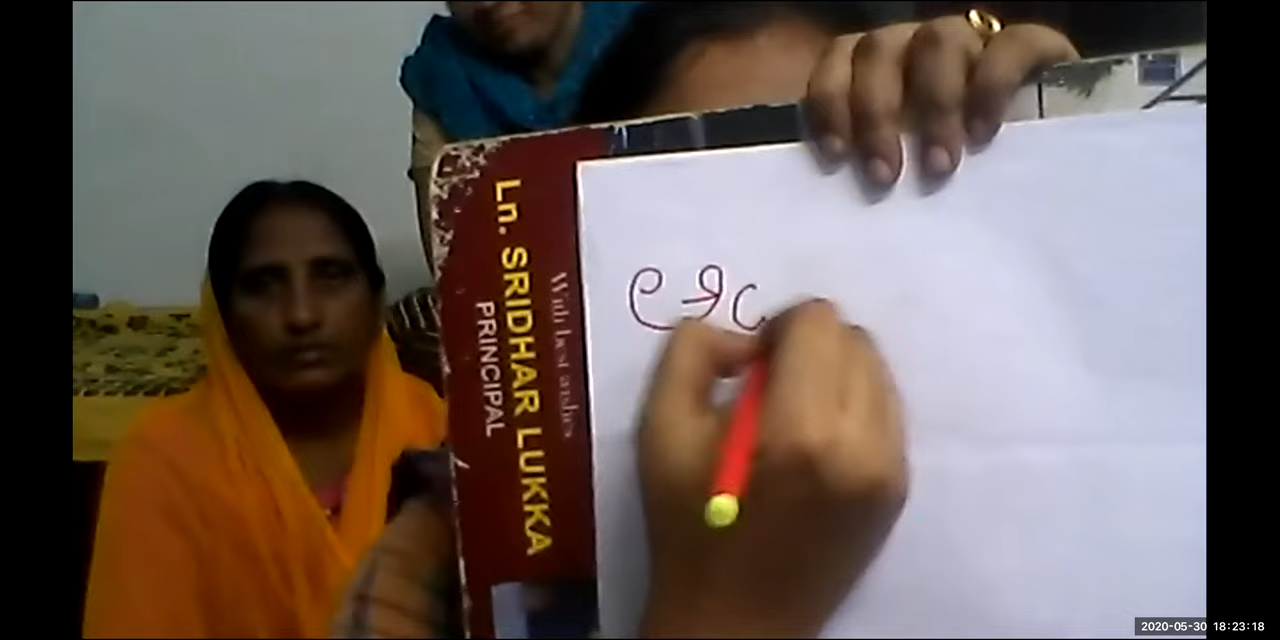 With best wishes
Ln. SRIDHAR LUKKA
PRINCIPAL
2020-05-30 18:23:18